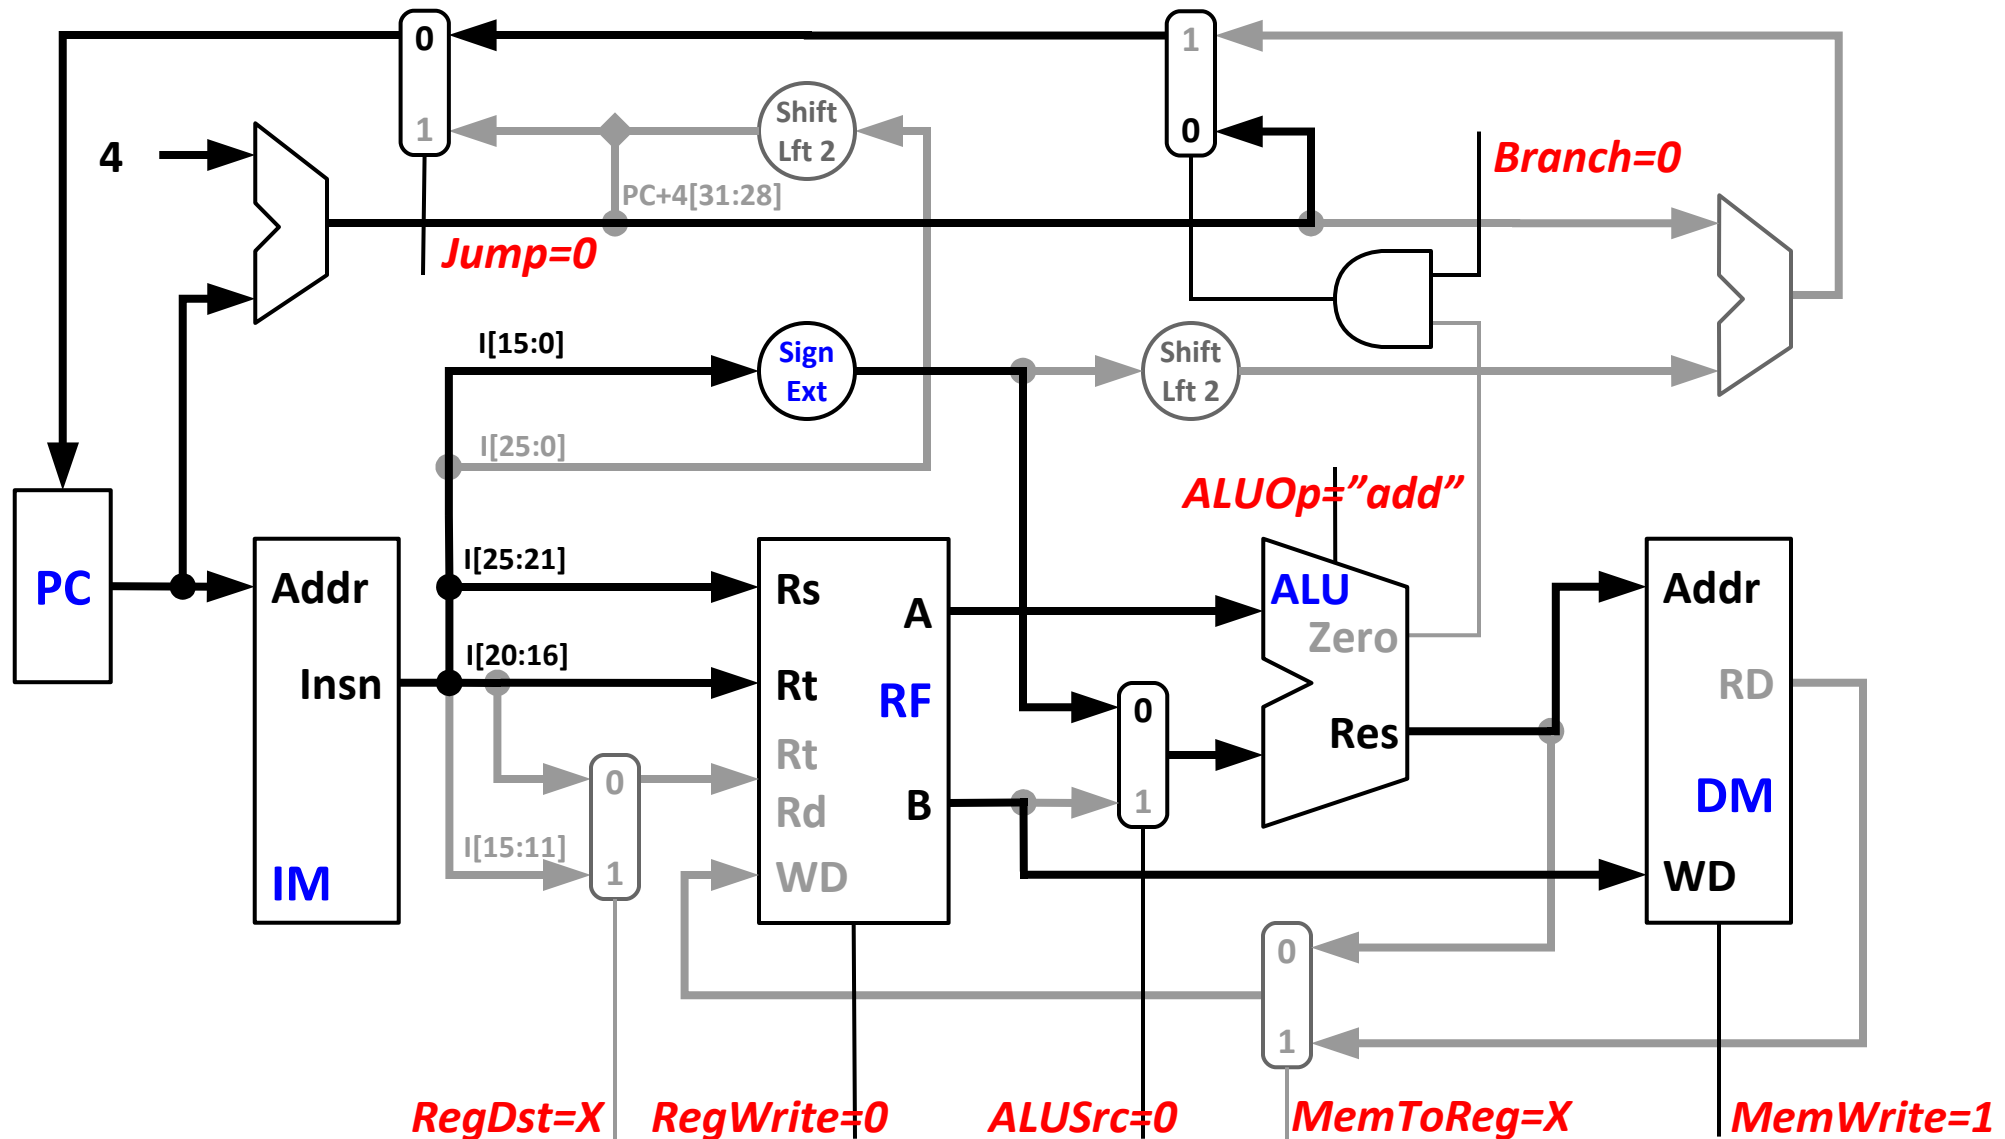 0
1
Shift
Lft 2
1
0
4
Branch=0
PC+4[31:28]
Jump=0
I[15:0]
Sign
Ext
Shift
Lft 2
I[25:0]
ALUOp=”add”
PC
Addr
Insn
IM
I[25:21]
I[20:16]
I[15:11]
0
1
Rs
Rt
Rt
Rd
WD
A
RF
B
0
1
ALU
Zero
Res
Addr
RD
DM
WD
0
1
RegDst=X
RegWrite=0
ALUSrc=0
MemToReg=X
MemWrite=1